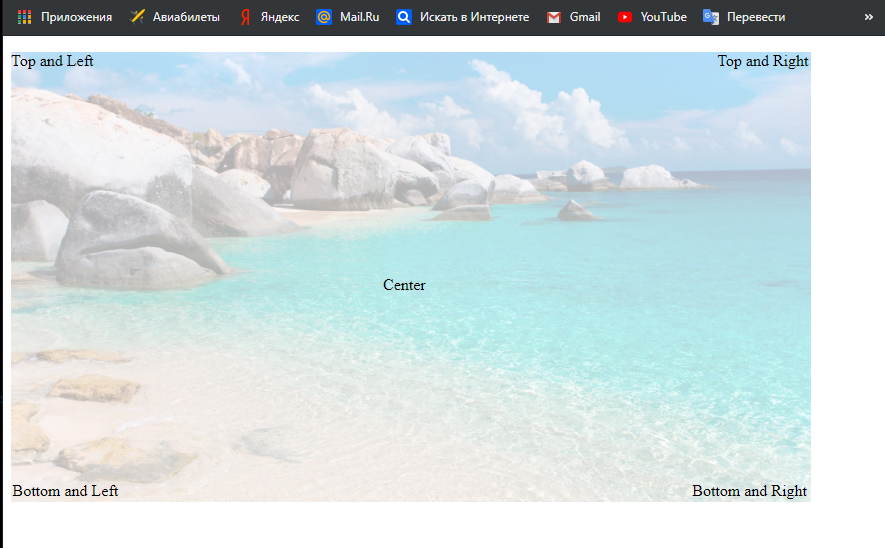 Приложения Авиабилеты Яндекс Mail.Ru Искать в Интернете Gmail YouTube Перевести »
Top and Left Top and Right
Center
Bottom and Left Bottom and Right